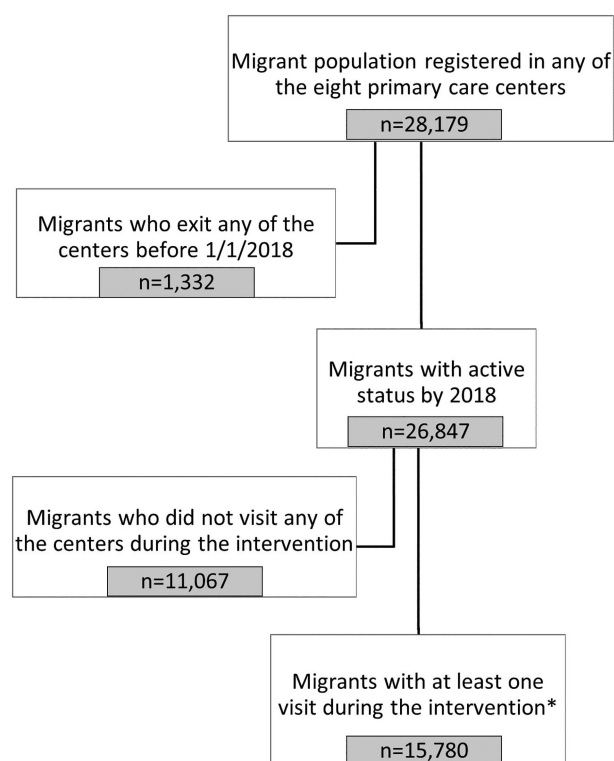 Migrant population registered in any of
the eight primary care centers
n=28,179
Migrants who exit any of the
centers before 1/1/2018
n=1,332
Migrants with active
status by 2018
n=26,847
Migrants who did not visit any of
the centers during the intervention
n=11,067
Migrants with at least one
visit during the intervention*
n=15,780